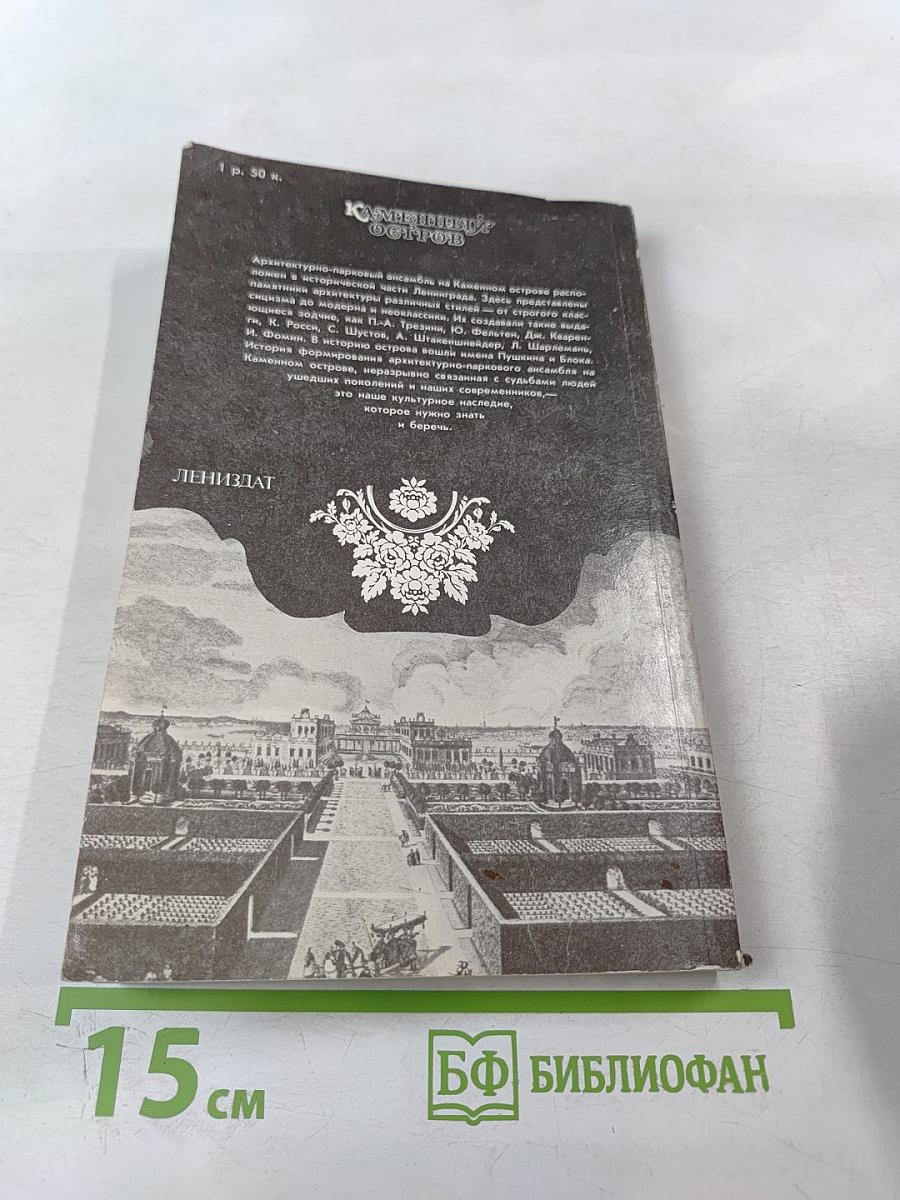 1 р. 50 к.
КАМЕННЫЙ
ОСТРОВ
Архитектурно-парковый ансамбль на Каменном острове распо-
ложен в исторической части Ленинграда. Здесь представлены
памятники архитектуры различных стилей — от строгого клас-
сицизма до модерна и неоклассики. Их создавали такие выда-
ющиеся зодчие, как П.-А. Трезини, Ю. Фельтен, Дж. Кварен-
ги, К. Росси, С. Шустов, А. Штакеншнейдер, Л. Шарлемань,
И. Фомин. В историю острова вошли имена Пушкина и Блока.
История формирования архитектурно-паркового ансамбля на
Каменном острове, неразрывно связанная с судьбами людей
ушедших поколений и наших современников,—
это наше культурное наследие,
которое нужно знать
и беречь.
ЛЕНИЗДАТ
15 см
БФ БИБЛИОФАН